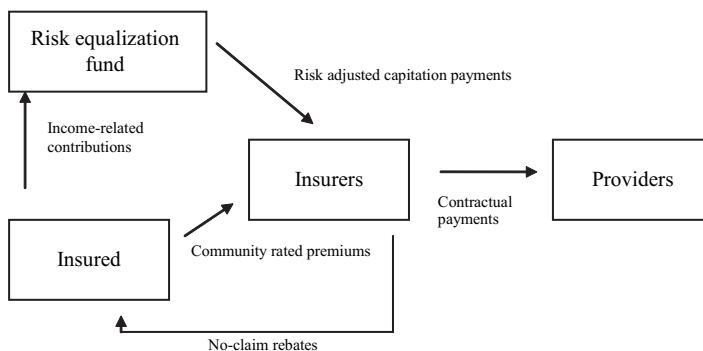 Risk equalization
fund
Risk adjusted capitation payments
Income-related
contributions
Insurers
Providers
Contractual
payments
Insured
Community rated premiums
No-claim rebates